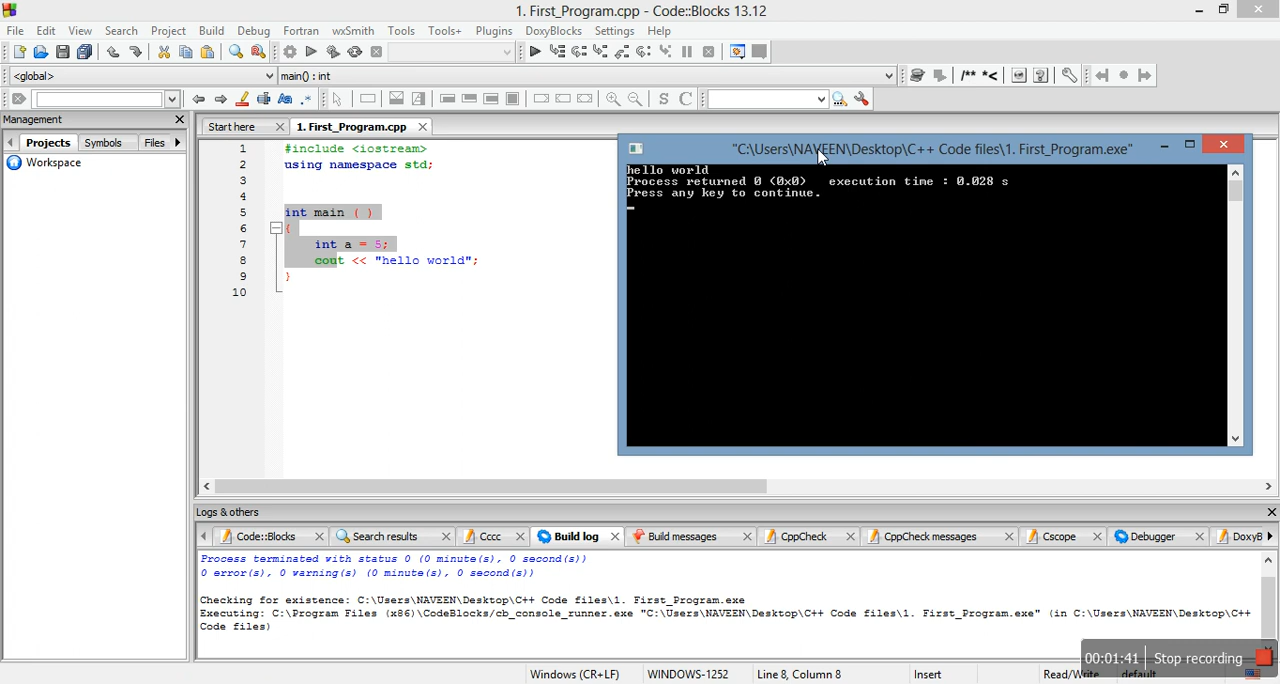 1. First_Program.cpp - Code::Blocks 13.12
File Edit View Search Project Build Debug Fortran wxSmith Tools Tools+ Plugins DoxyBlocks Settings Help
<global> main() : int /** *<
Management
Projects Symbols Files
Workspace
Start here 1. First_Program.cpp
1 #include <iostream>
2 using namespace std;
3
4
5 int main ( )
6 {
7 int a = 5;
8 cout << "hello world";
9 }
10
"C:\Users\NAVEEN\Desktop\C++ Code files\1. First_Program.exe"
hello world
Process returned 0 (0x0) execution time : 0.028 s
Press any key to continue.
Logs & others
Code::Blocks Search results Cccc Build log Build messages CppCheck CppCheck messages Cscope Debugger DoxyB
Process terminated with status 0 (0 minute(s), 0 second(s))
0 error(s), 0 warning(s) (0 minute(s), 0 second(s))
Checking for existence: C:\Users\NAVEEN\Desktop\C++ Code files\1. First_Program.exe
Executing: C:\Program Files (x86)\CodeBlocks/cb_console_runner.exe "C:\Users\NAVEEN\Desktop\C++ Code files\1. First_Program.exe" (in C:\Users\NAVEEN\Desktop\C++
Code files)
00:01:41 Stop recording
Windows (CR+LF) WINDOWS-1252 Line 8, Column 8 Insert Read/Write default